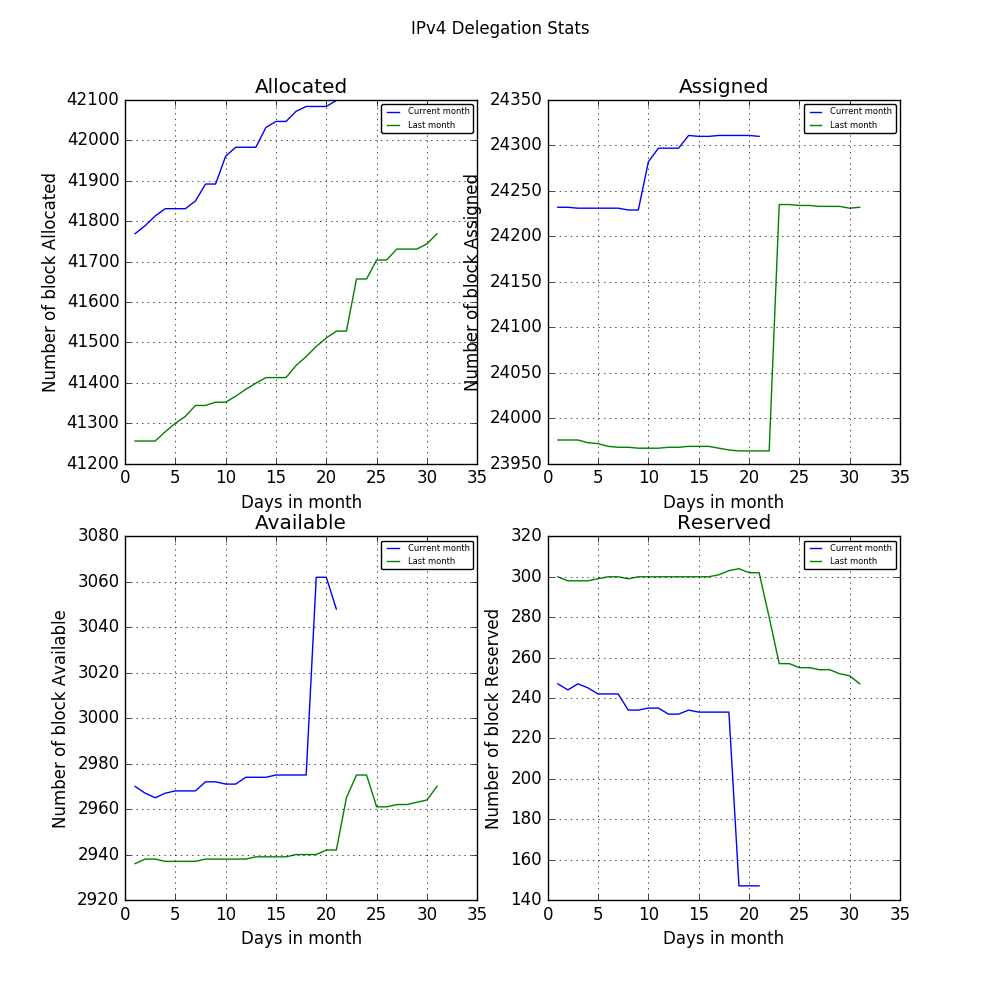 IPv4 Delegation Stats
Allocated
Number of block Allocated
42100
42000
41900
41800
41700
41600
41500
41400
41300
41200
Current month
Last month
0 5 10 15 20 25 30 35
Days in month
Assigned
Number of block Assigned
24350
24300
24250
24200
24150
24100
24050
24000
23950
Current month
Last month
0 5 10 15 20 25 30 35
Days in month
Available
Number of block Available
3080
3060
3040
3020
3000
2980
2960
2940
2920
Current month
Last month
0 5 10 15 20 25 30 35
Days in month
Reserved
Number of block Reserved
320
300
280
260
240
220
200
180
160
140
Current month
Last month
0 5 10 15 20 25 30 35
Days in month